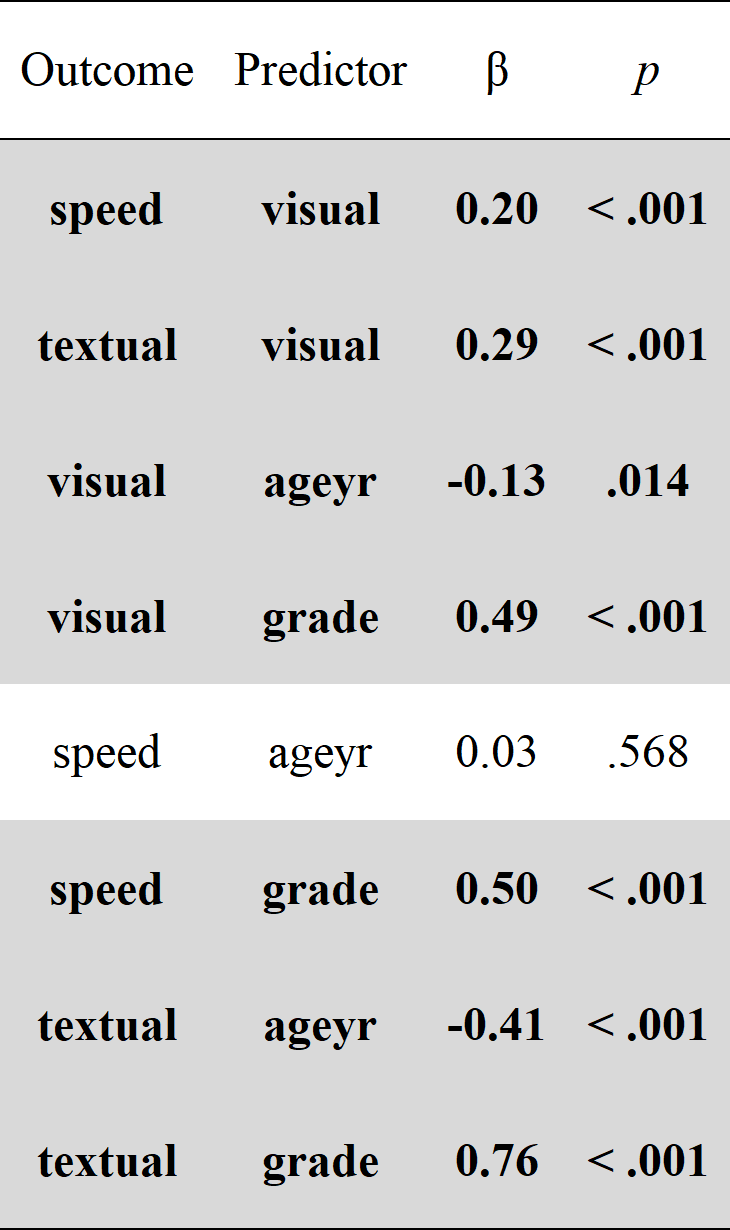 Outcome Predictor β p
speed visual 0.20 < .001
textual visual 0.29 < .001
visual ageyr -0.13 .014
visual grade 0.49 < .001
speed ageyr 0.03 .568
speed grade 0.50 < .001
textual ageyr -0.41 < .001
textual grade 0.76 < .001